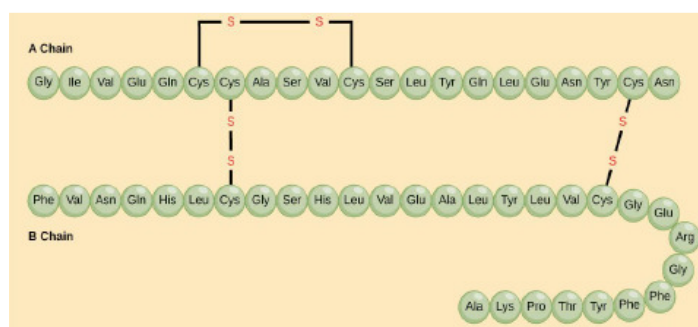 S S
A Chain
Gly Ile Val Glu Gln Cys Cys Ala Ser Val Cys Ser Leu Tyr Gln Leu Glu Asn Tyr Cys Asn
S S
S S
Phe Val Asn Gln His Leu Cys Gly Ser His Leu Val Glu Ala Leu Tyr Leu Val Cys Gly Glu
B Chain
Arg
Gly
Ala Lys Pro Thr Tyr Phe Phe